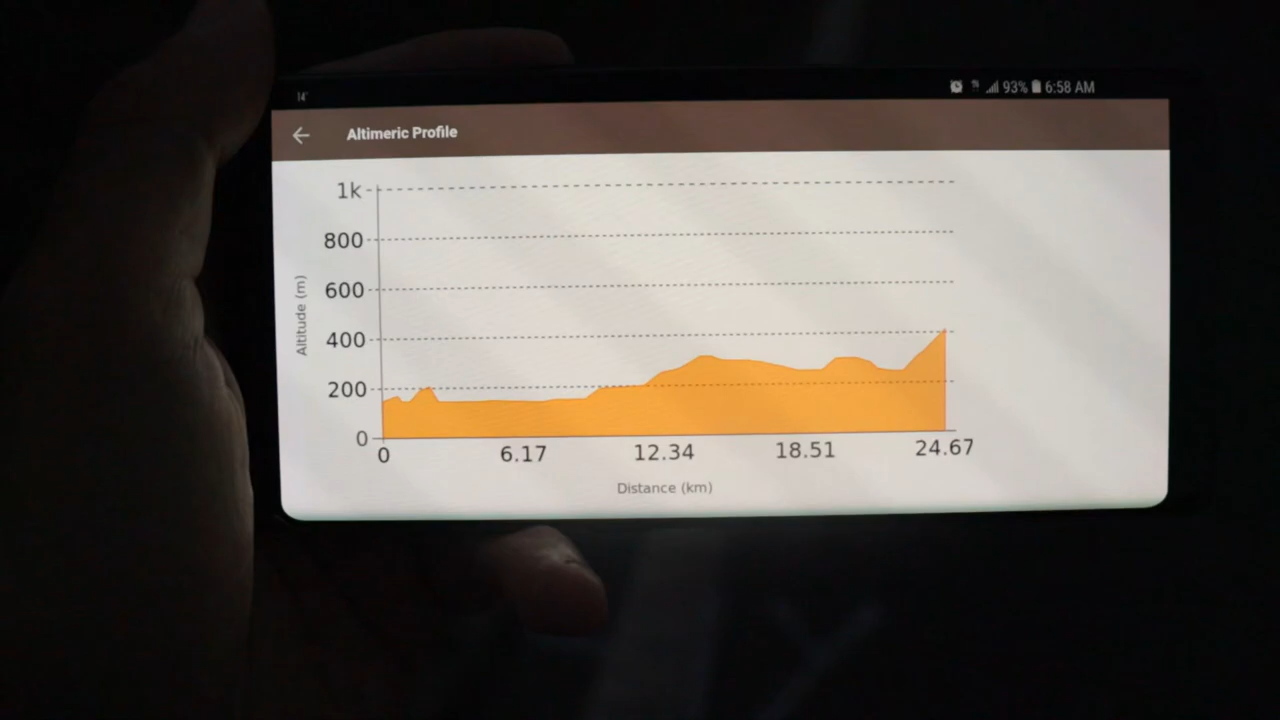 14°
93% 6:58 AM
Altimeric Profile
1k
800
600
400
200
0
Altitude (m)
0 6.17 12.34 18.51 24.67
Distance (km)